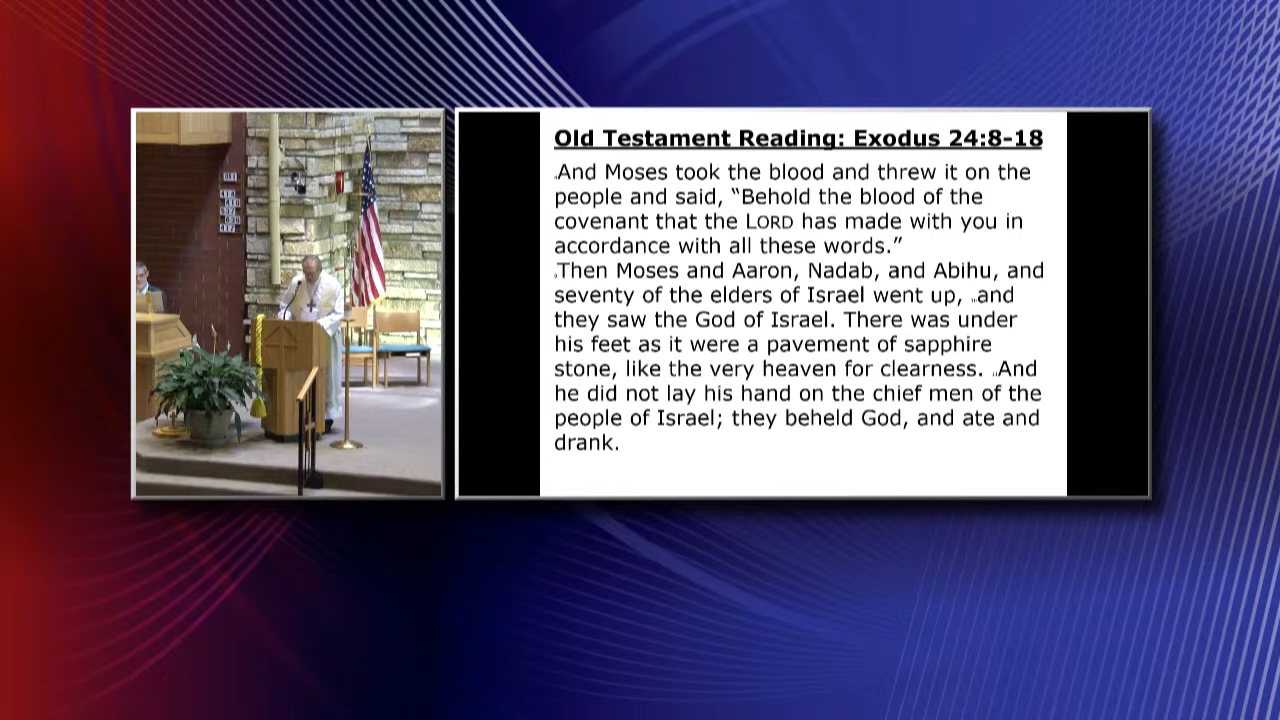 Old Testament Reading: Exodus 24:8-18
And Moses took the blood and threw it on the
people and said, “Behold the blood of the
covenant that the LORD has made with you in
accordance with all these words.”
Then Moses and Aaron, Nadab, and Abihu, and
seventy of the elders of Israel went up, and
they saw the God of Israel. There was under
his feet as it were a pavement of sapphire
stone, like the very heaven for clearness. And
he did not lay his hand on the chief men of the
people of Israel; they beheld God, and ate and
drank.